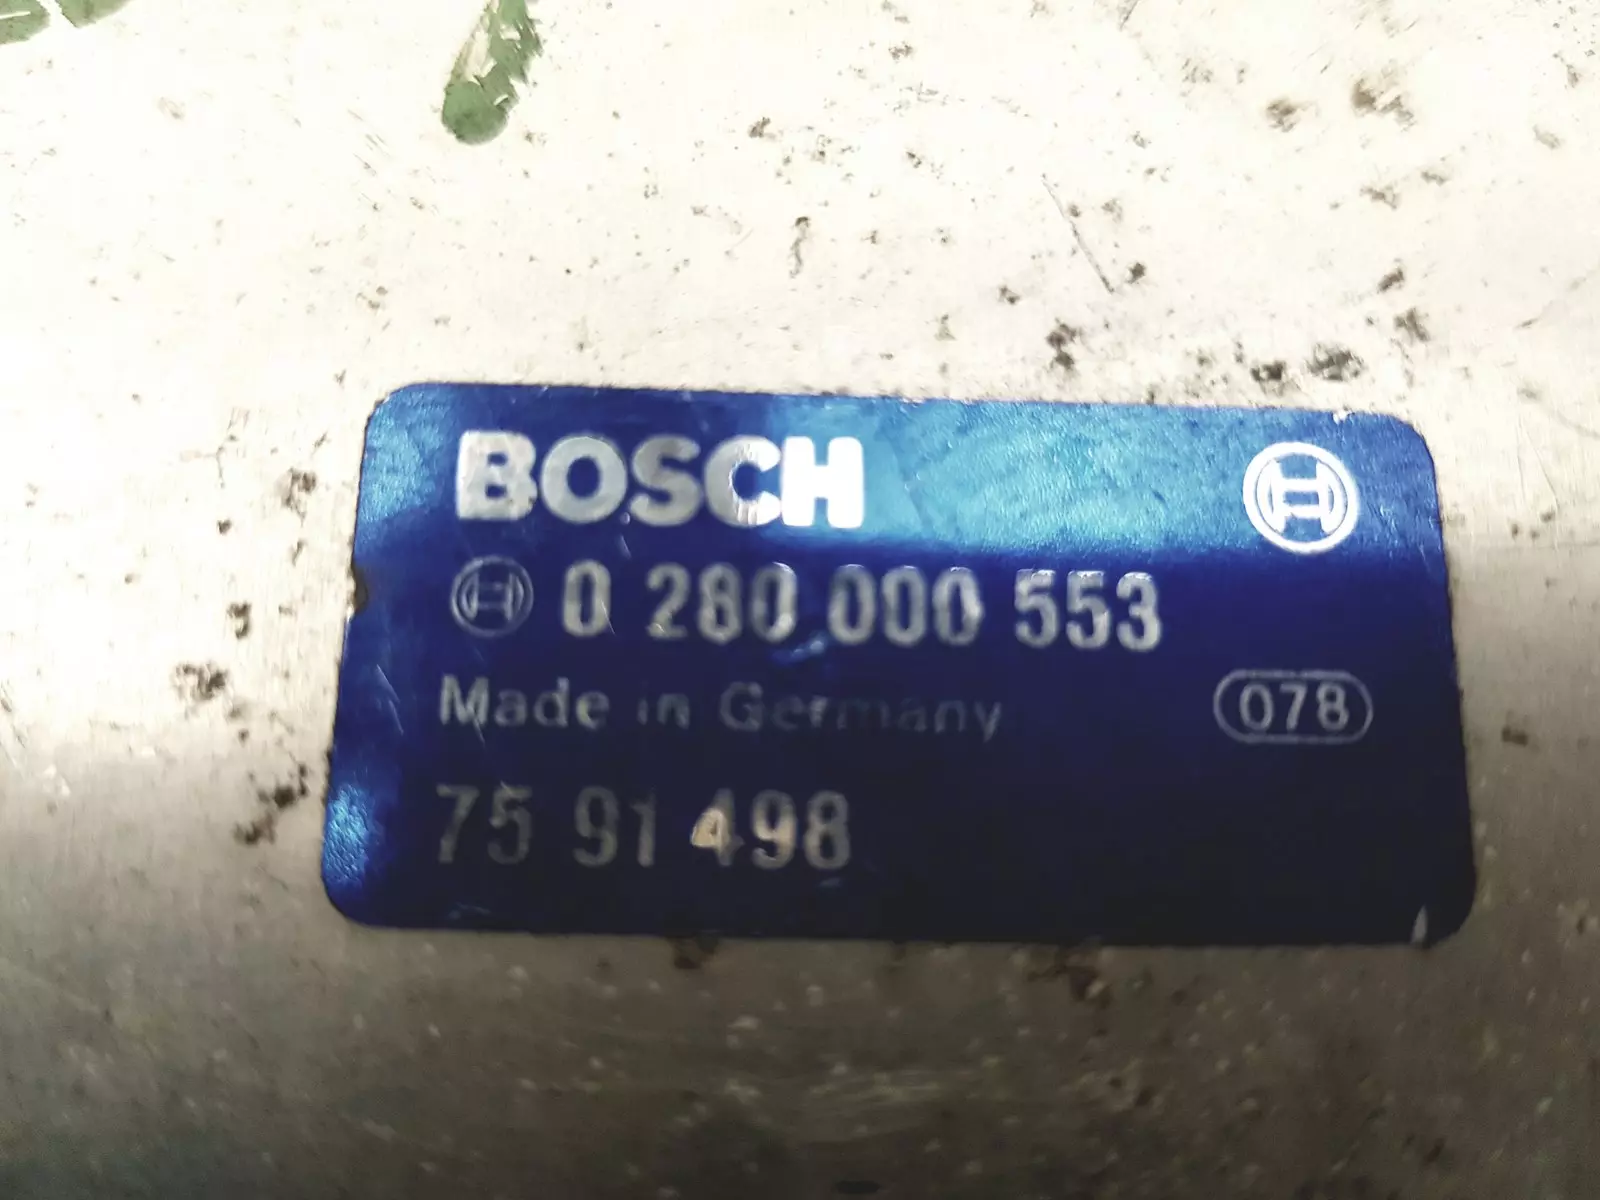 BOSCH
0 280 000 553
Made in Germany 078
75 91 498